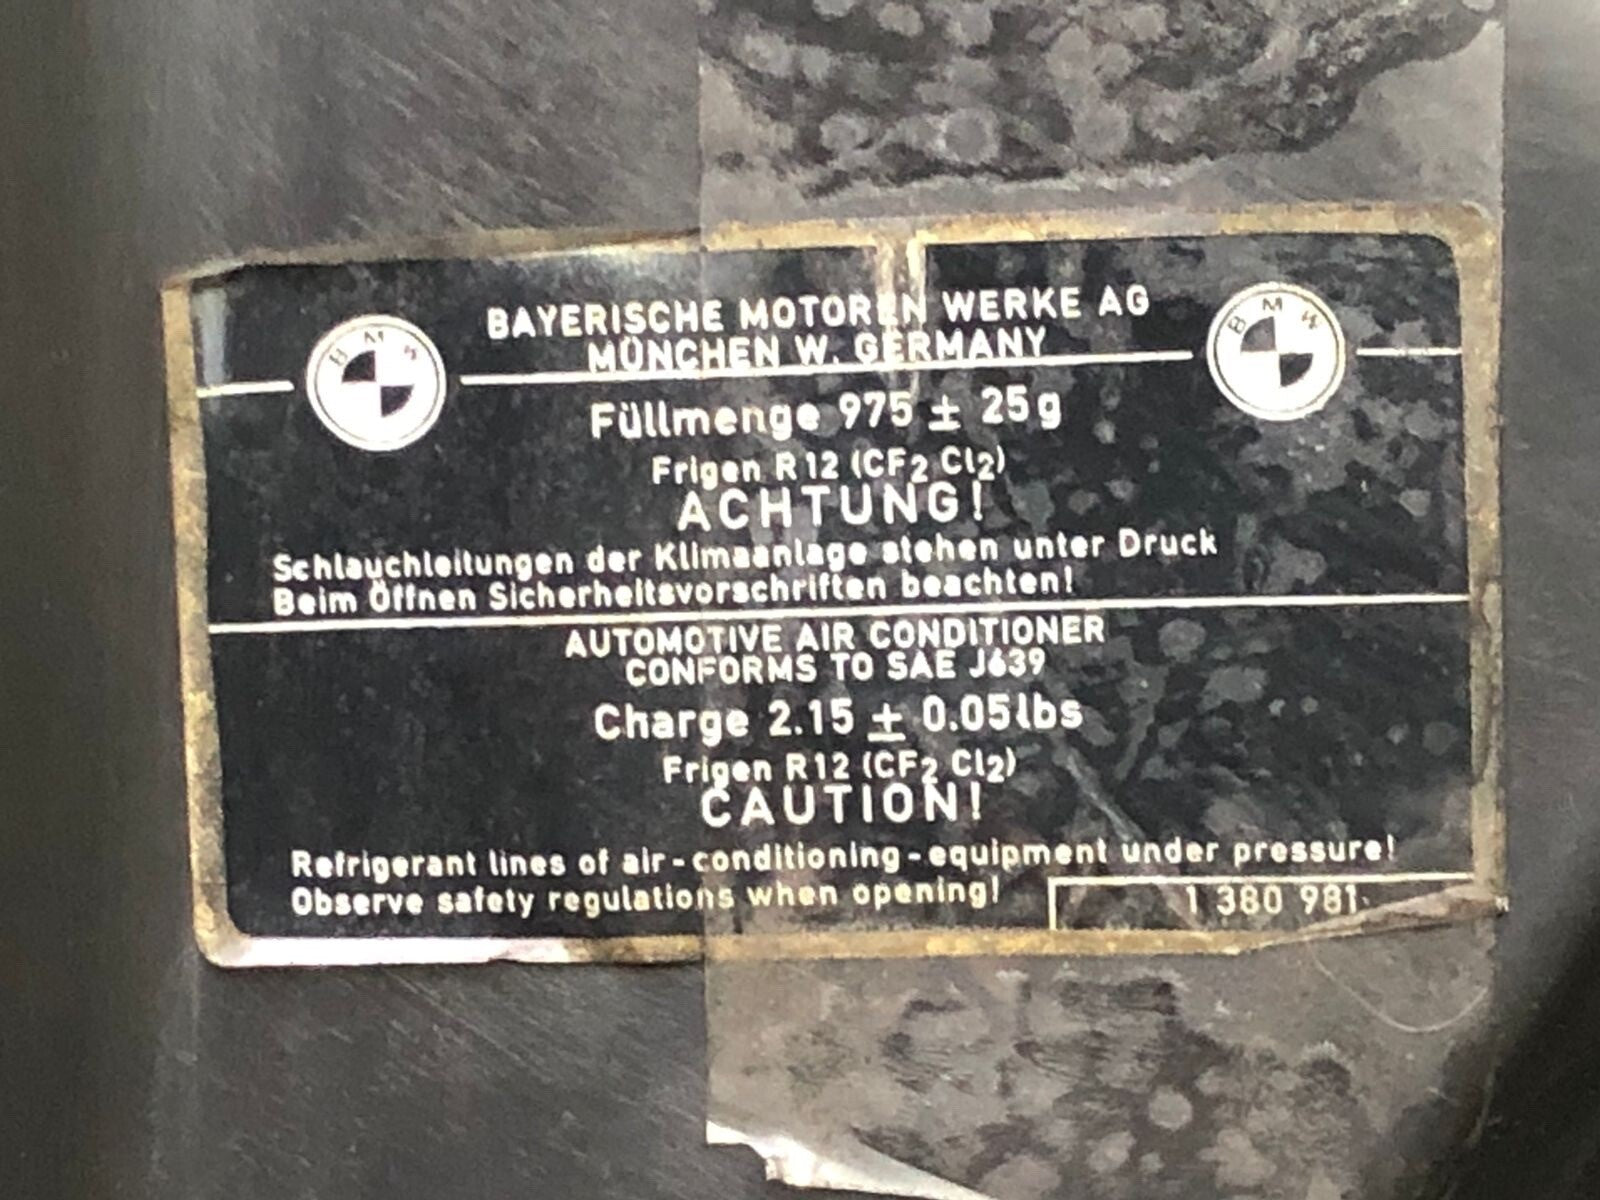 BAYERISCHE MOTOREN WERKE AG
MÜNCHEN W. GERMANY
BMW
BMW
Füllmenge 975 ± 25g
Frigen R12 (CF2 Cl2)
ACHTUNG!
Schlauchleitungen der Klimaanlage stehen unter Druck
Beim Öffnen Sicherheitsvorschriften beachten!
AUTOMOTIVE AIR CONDITIONER
CONFORMS TO SAE J639
Charge 2.15 ± 0.05lbs
Frigen R12 (CF2 Cl2)
CAUTION!
Refrigerant lines of air-conditioning-equipment under pressure!
Observe safety regulations when opening!
1 380 981